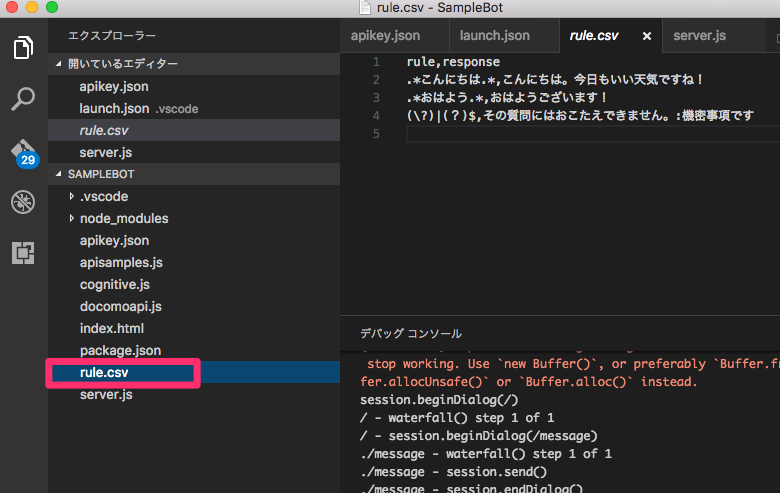 rule.csv - SampleBot
エクスプローラー
開いているエディター
apikey.json
launch.json .vscode
rule.csv
server.js
29
SAMPLEBOT
.vscode
node_modules
apikey.json
apisamples.js
cognitive.js
docomoapi.js
index.html
package.json
rule.csv
server.js
apikey.json
launch.json
rule.csv
server.js
1 rule,response
2 .*こんにちは.*,こんにちは。今日もいい天気ですね！
3 .*おはよう.*,おはようございます！
4 (\?)|(？)$,その質問にはおこたえできません。:機密事項です
5
デバッグ コンソール
stop working. Use `new Buffer()`, or preferably `Buffer.fr
fer.allocUnsafe()` or `Buffer.alloc()` instead.
session.beginDialog(/)
/ - waterfall() step 1 of 1
/ - session.beginDialog(/message)
./message - waterfall() step 1 of 1
./message - session.send()
./message - session.endDialog()